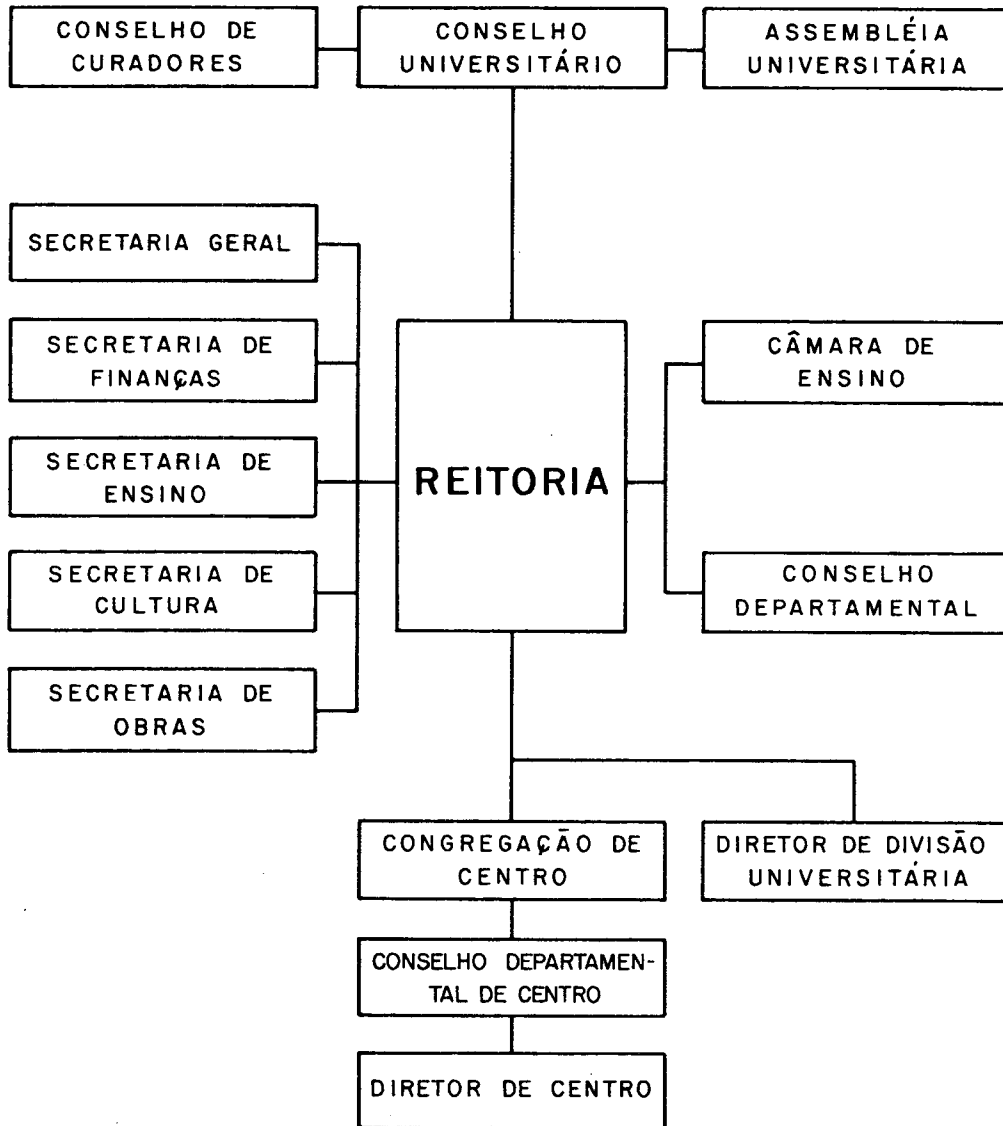 CONSELHO DE
CURADORES
CONSELHO
UNIVERSITÁRIO
ASSEMBLÉIA
UNIVERSITÁRIA
SECRETARIA GERAL
SECRETARIA DE
FINANÇAS
SECRETARIA DE
ENSINO
SECRETARIA DE
CULTURA
SECRETARIA DE
OBRAS
REITORIA
CÂMARA DE
ENSINO
CONSELHO
DEPARTAMENTAL
CONGREGAÇÃO DE
CENTRO
DIRETOR DE DIVISÃO
UNIVERSITÁRIA
CONSELHO DEPARTAMEN-
TAL DE CENTRO
DIRETOR DE CENTRO